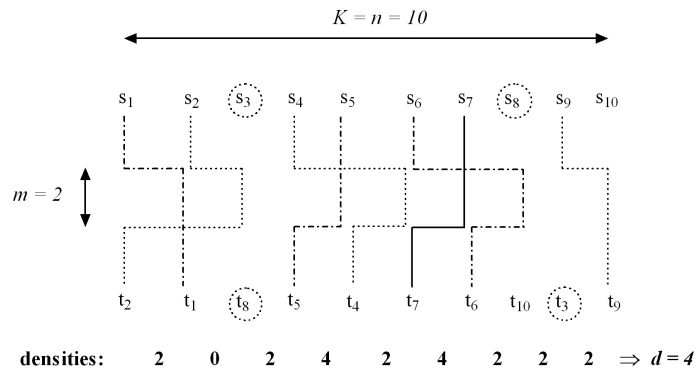 K = n = 10
s₁ s₂ s₃ s₄ s₅ s₆ s₇ s₈ s₉ s₁₀
m = 2
t₂ t₁ t₈ t₅ t₄ t₇ t₆ t₁₀ t₃ t₉
densities: 2 0 2 4 2 4 2 2 2 ⇒ d = 4